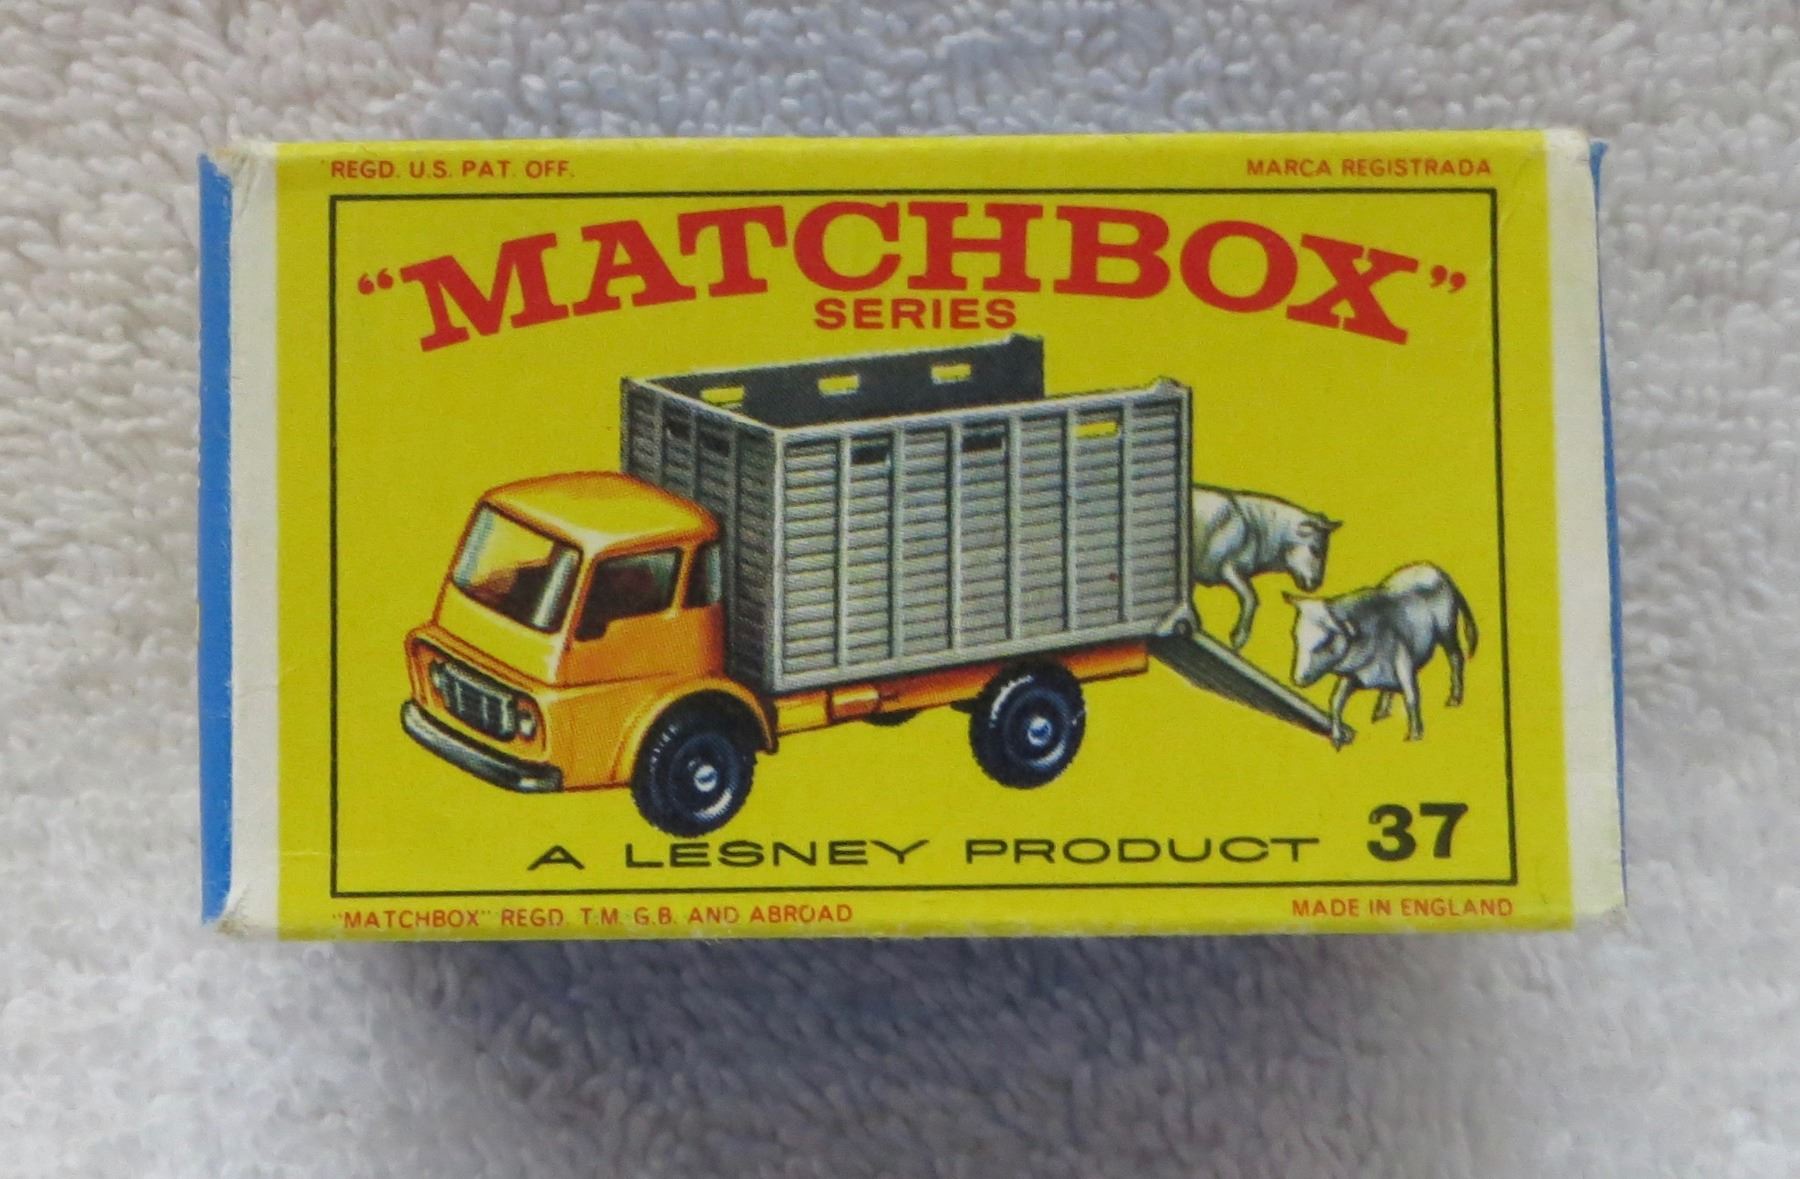 REGD. U.S. PAT. OFF.
MARCA REGISTRADA
"MATCHBOX"
SERIES
A LESNEY PRODUCT 37
"MATCHBOX" REGD. T.M. G.B. AND ABROAD
MADE IN ENGLAND